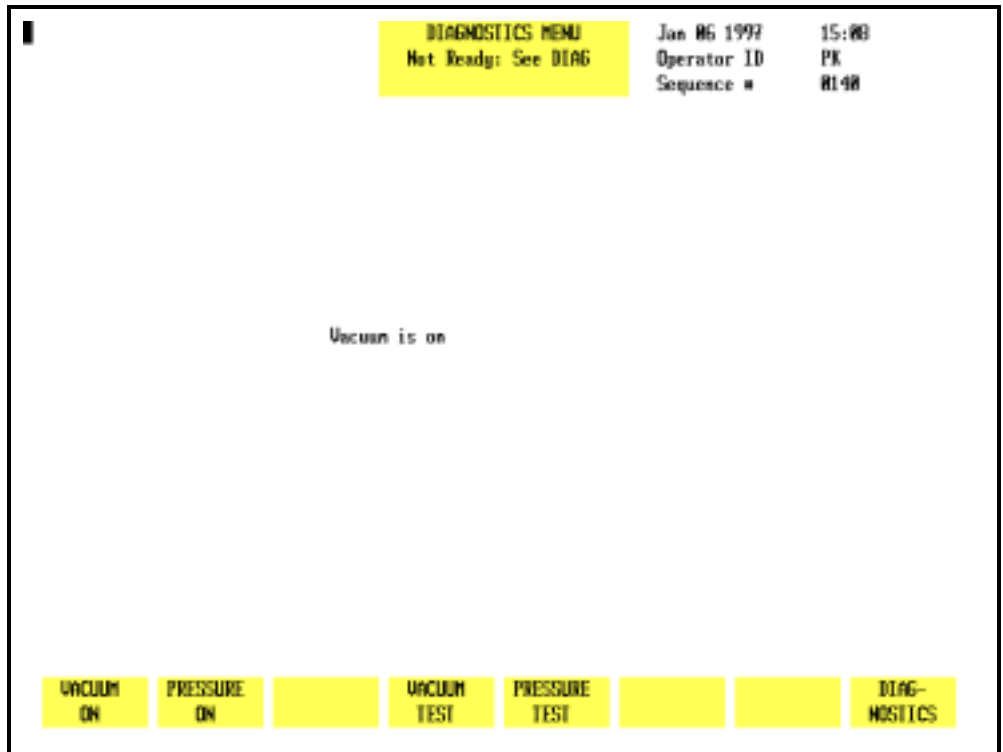 DIAGNOSTICS MENU
Not Ready: See DIAG
Jan 06 1997 15:03
Operator ID PK
Sequence # 0140
Vacuum is on
VACUUM ON
PRESSURE ON
VACUUM TEST
PRESSURE TEST
DIAG-
NOSTICS